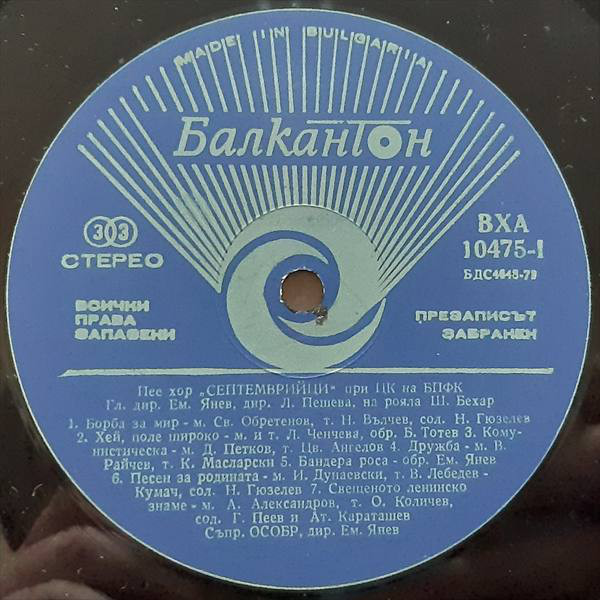 MADE IN BULGARIA
Балкантон
33
СТЕРЕО
ВХА
10475-I
БДС4643-79
ВСИЧКИ
ПРАВА
ЗАПАЗЕНИ
ПРЕЗАПИСЪТ
ЗАБРАНЕН
Пее хор „СЕПТЕМВРИЙЦИ“ при ЦК на БПФК
Гл. дир. Ем. Янев, дир. Л. Пешева, на рояла Ш. Бехар
1. Борба за мир - м. Св. Обретенов, т. Н. Вълчев, сол. Н. Гюзелев
2. Хей, поле широко - м. и т. Л. Ченчева, обр. Б. Тотев 3. Кому-
нистическа - м. Д. Петков, т. Цв. Ангелов 4. Дружба - м. В.
Райчев, т. К. Масларски 5. Бандера роса - обр. Ем. Янев
6. Песен за родината - м. И. Дунаевски, т. В. Лебедев -
Кумач, сол. Н. Гюзелев 7. Свещеното ленинско
знаме - м. А. Александров, т. О. Количев,
сол. Г. Пеев и Ат. Караташев
Съпр. ОСОБР, дир. Ем. Янев